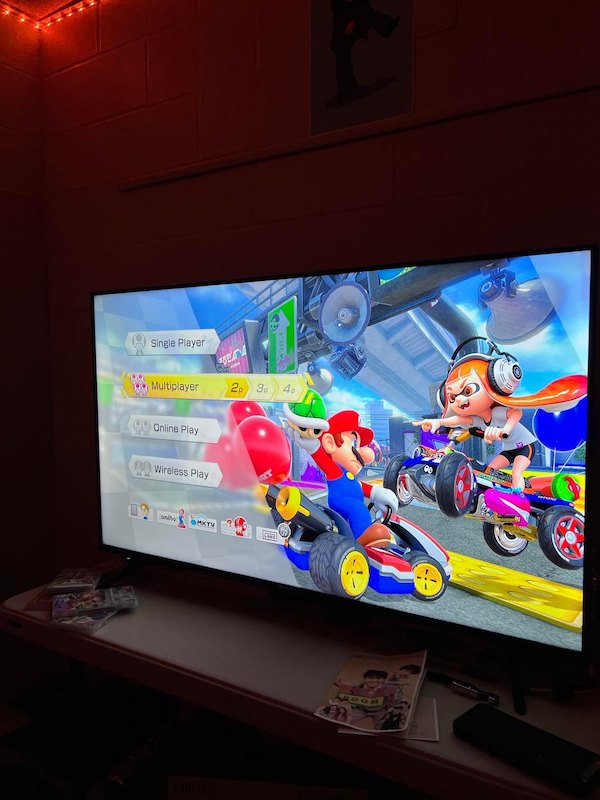 Single Player
Multiplayer 2P 3P 4P
Online Play
Wireless Play
amiibo MKTV